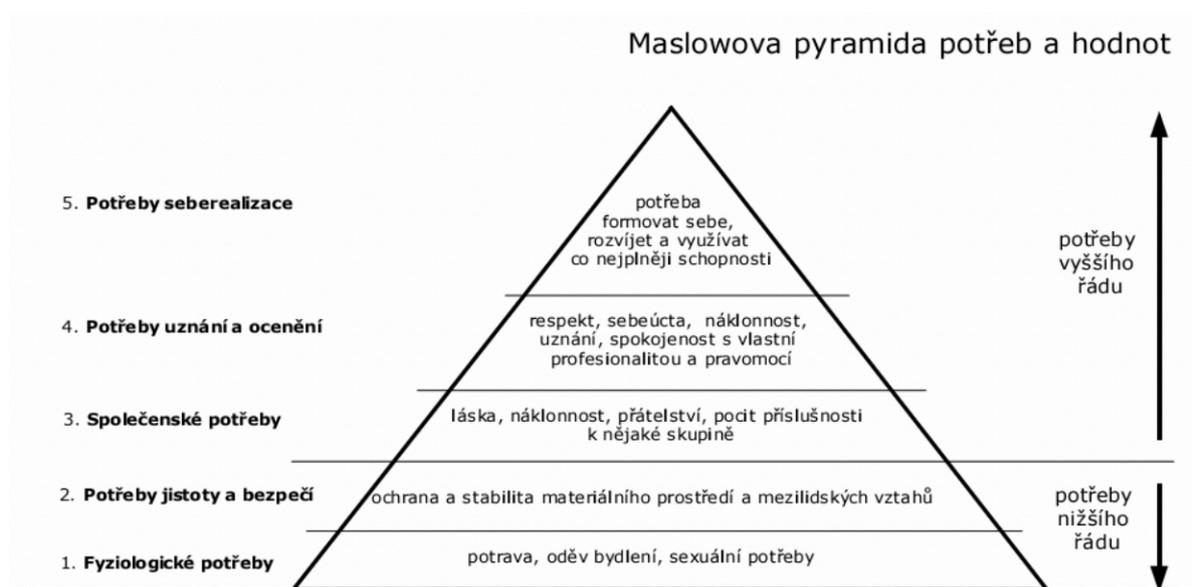 Maslowova pyramida potřeb a hodnot
5. Potřeby seberealizace
potřeba
formovat sebe,
rozvíjet a využívat
co nejplněji schopnosti
potřeby
vyššího
řádu
4. Potřeby uznání a ocenění
respekt, sebeúcta, náklonnost,
uznání, spokojenost s vlastní
profesionalitou a pravomocí
3. Společenské potřeby
láska, náklonnost, přátelství, pocit příslušnosti
k nějaké skupině
2. Potřeby jistoty a bezpečí
ochrana a stabilita materiálního prostředí a mezilidských vztahů
potřeby
nižšího
řádu
1. Fyziologické potřeby
potrava, oděv bydlení, sexuální potřeby